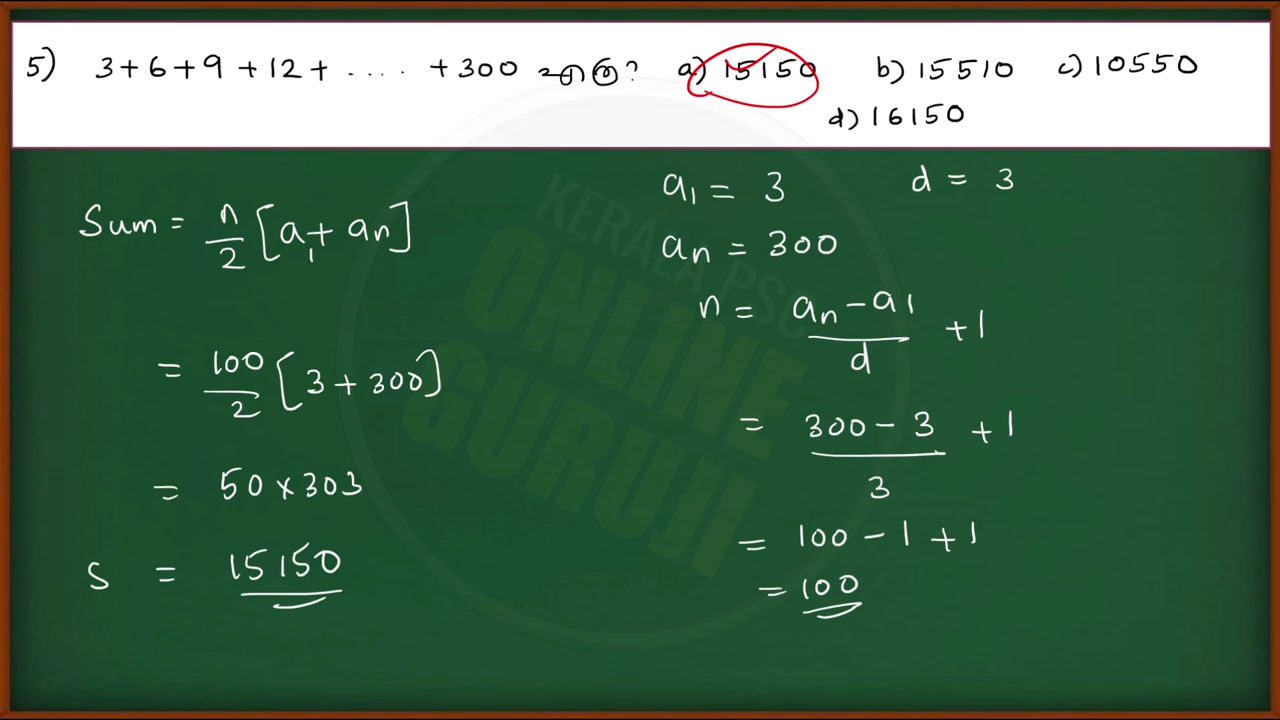 5) 3+6+9+12+ ..... +300 എത്ര? a) 15150 b) 15510 c) 10550
d) 16150
a1 = 3 d = 3
Sum = n/2 [a1 + an]
an = 300
n = (an - a1)/d + 1
= 100/2 [3 + 300]
= (300 - 3)/3 + 1
= 50 × 303
= 100 - 1 + 1
S = 15150
= 100
KERALA PSC
ONLINE
GURUJI